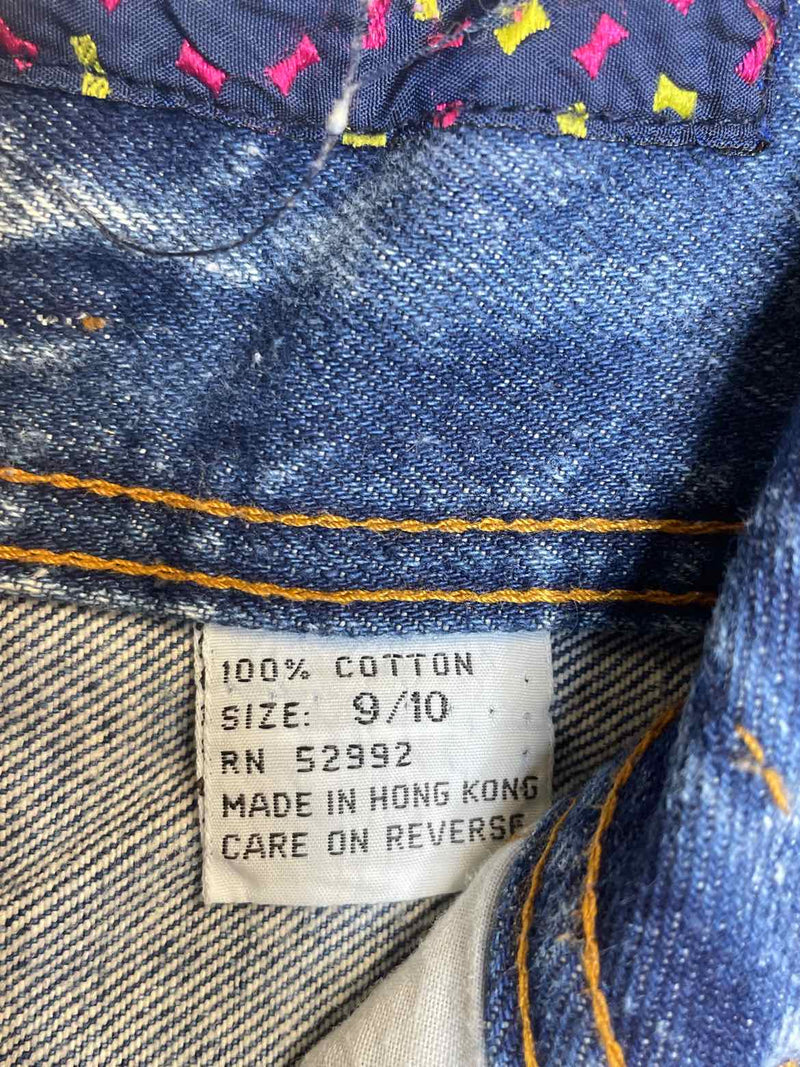 100% COTTON
SIZE: 9/10
RN 52992
MADE IN HONG KONG
CARE ON REVERSE